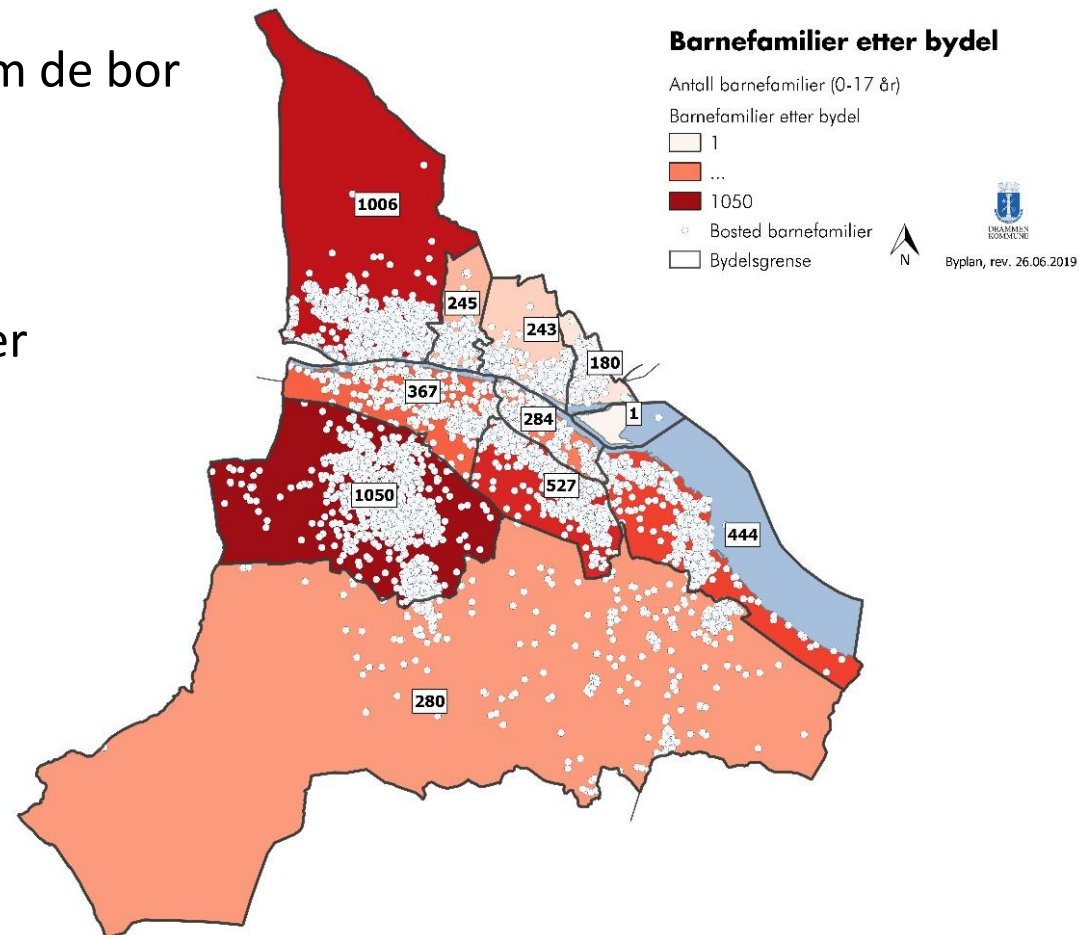 m de bor
er
Barnefamilier etter bydel
Antall barnefamilier (0-17 år)
Barnefamilier etter bydel
1
...
1050
Bosted barnefamilier
Bydelsgrense
N
DRAMMEN
KOMMUNE
Byplan, rev. 26.06.2019
1006
245
243
180
367
1
284
527
1050
444
280